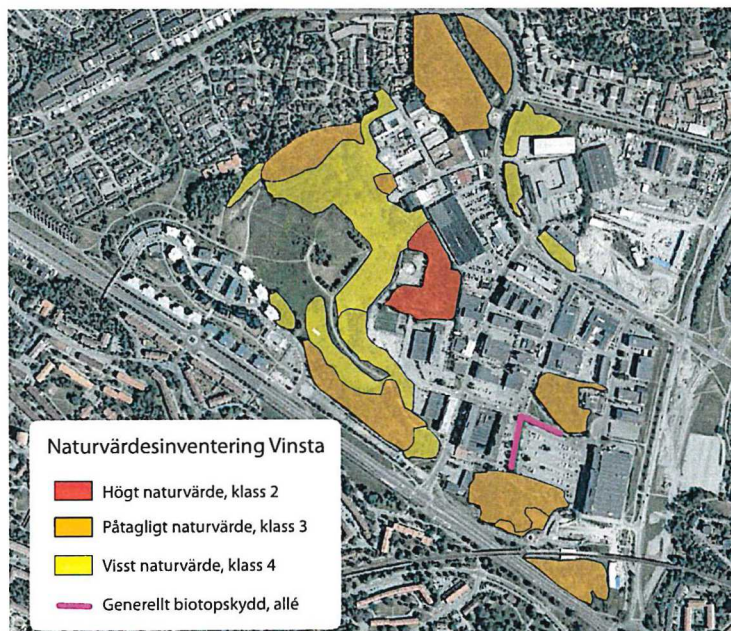 Naturvärdesinventering Vinsta
Högt naturvärde, klass 2
Påtagligt naturvärde, klass 3
Visst naturvärde, klass 4
Generellt biotopskydd, allé